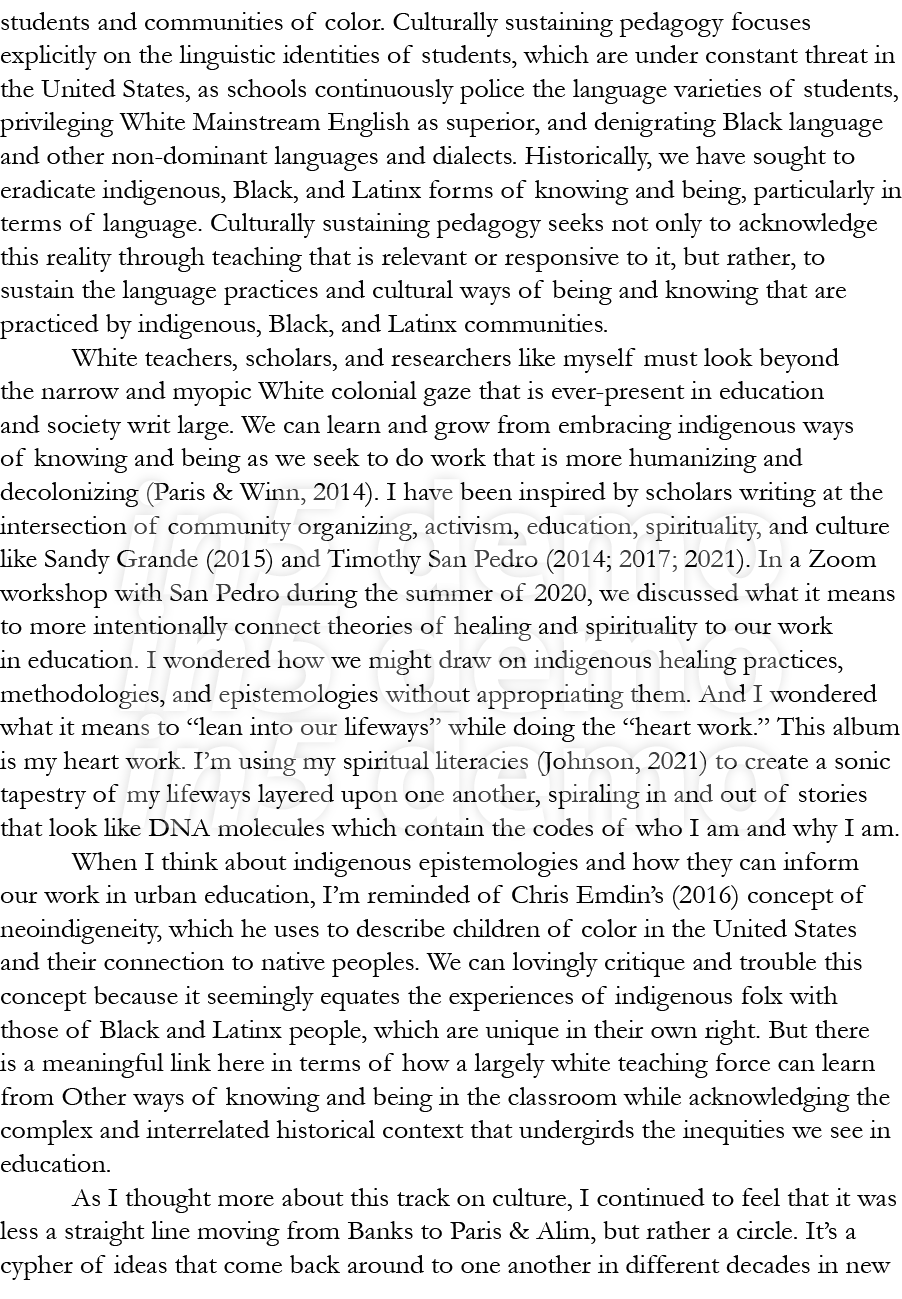 students and communities of color. Culturally sustaining pedagogy focuses
explicitly on the linguistic identities of students, which are under constant threat in
the United States, as schools continuously police the language varieties of students,
privileging White Mainstream English as superior, and denigrating Black language
and other non-dominant languages and dialects. Historically, we have sought to
eradicate indigenous, Black, and Latinx forms of knowing and being, particularly in
terms of language. Culturally sustaining pedagogy seeks not only to acknowledge
this reality through teaching that is relevant or responsive to it, but rather, to
sustain the language practices and cultural ways of being and knowing that are
practiced by indigenous, Black, and Latinx communities.
White teachers, scholars, and researchers like myself must look beyond
the narrow and myopic White colonial gaze that is ever-present in education
and society writ large. We can learn and grow from embracing indigenous ways
of knowing and being as we seek to do work that is more humanizing and
decolonizing (Paris & Winn, 2014). I have been inspired by scholars writing at the
intersection of community organizing, activism, education, spirituality, and culture
like Sandy Grande (2015) and Timothy San Pedro (2014; 2017; 2021). In a Zoom
workshop with San Pedro during the summer of 2020, we discussed what it means
to more intentionally connect theories of healing and spirituality to our work
in education. I wondered how we might draw on indigenous healing practices,
methodologies, and epistemologies without appropriating them. And I wondered
what it means to “lean into our lifeways” while doing the “heart work.” This album
is my heart work. I’m using my spiritual literacies (Johnson, 2021) to create a sonic
tapestry of my lifeways layered upon one another, spiraling in and out of stories
that look like DNA molecules which contain the codes of who I am and why I am.
When I think about indigenous epistemologies and how they can inform
our work in urban education, I’m reminded of Chris Emdin’s (2016) concept of
neoindigeneity, which he uses to describe children of color in the United States
and their connection to native peoples. We can lovingly critique and trouble this
concept because it seemingly equates the experiences of indigenous folx with
those of Black and Latinx people, which are unique in their own right. But there
is a meaningful link here in terms of how a largely white teaching force can learn
from Other ways of knowing and being in the classroom while acknowledging the
complex and interrelated historical context that undergirds the inequities we see in
education.
As I thought more about this track on culture, I continued to feel that it was
less a straight line moving from Banks to Paris & Alim, but rather a circle. It’s a
cypher of ideas that come back around to one another in different decades in new
in5 demo
in5 demo
in5 demo